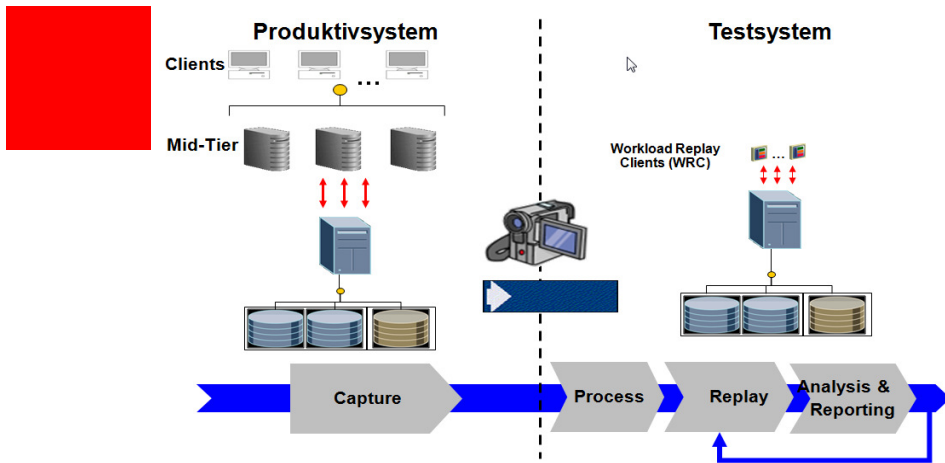 Produktivsystem
Testsystem
Clients
...
Mid-Tier
Workload Replay
Clients (WRC)
...
Capture
Process
Replay
Analysis &
Reporting